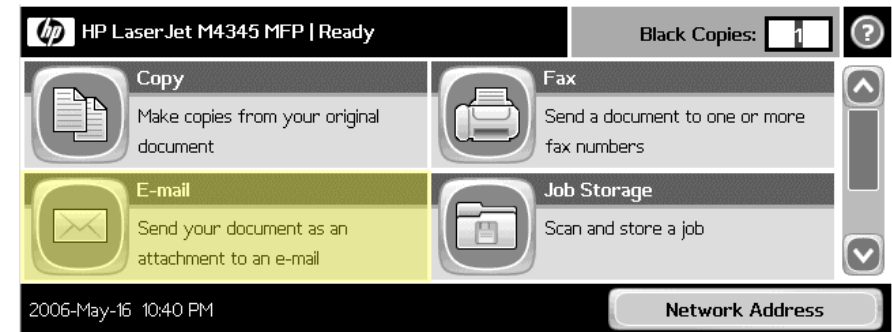 hp HP LaserJet M4345 MFP | Ready
Black Copies: 1 ?
Copy
Make copies from your original
document
Fax
Send a document to one or more
fax numbers
E-mail
Send your document as an
attachment to an e-mail
Job Storage
Scan and store a job
2006-May-16 10:40 PM
Network Address